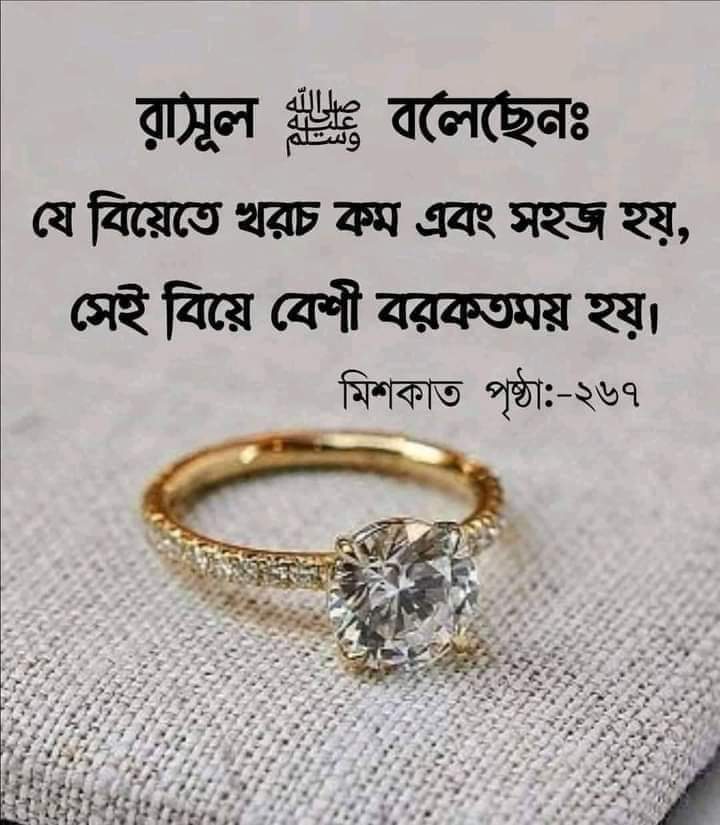 রাসূল ﷺ বলেছেনঃ
যে বিয়েতে খরচ কম এবং সহজ হয়,
সেই বিয়ে বেশী বরকতময় হয়।
মিশকাত পৃষ্ঠা:-২৬৭